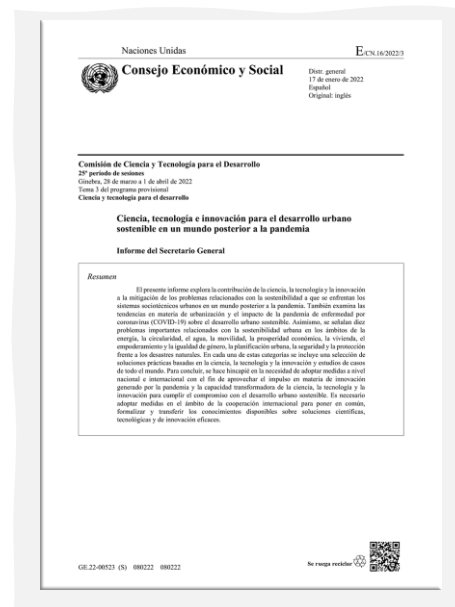 Naciones Unidas
E/CN.16/2022/3
Consejo Económico y Social
Distr. general
17 de enero de 2022
Español
Original: inglés
Comisión de Ciencia y Tecnología para el Desarrollo
25º período de sesiones
Ginebra, 28 de marzo a 1 de abril de 2022
Tema 3 del programa provisional
Ciencia y tecnología para el desarrollo
Ciencia, tecnología e innovación para el desarrollo urbano
sostenible en un mundo posterior a la pandemia
Informe del Secretario General
Resumen
El presente informe explora la contribución de la ciencia, la tecnología y la innovación
a la mitigación de los problemas relacionados con la sostenibilidad a que se enfrentan los
sistemas sociotécnicos urbanos en un mundo posterior a la pandemia. También examina las
tendencias en materia de urbanización y el impacto de la pandemia de enfermedad por
coronavirus (COVID-19) sobre el desarrollo urbano sostenible. Asimismo, se señalan diez
problemas importantes relacionados con la sostenibilidad urbana en los ámbitos de la
energía, la circularidad, el agua, la movilidad, la prosperidad económica, la vivienda, el
empoderamiento y la igualdad de género, la planificación urbana, la seguridad y la protección
frente a los desastres naturales. En cada una de estas categorías se incluye una selección de
soluciones prácticas basadas en la ciencia, la tecnología y la innovación y estudios de casos
de todo el mundo. Para concluir, se hace hincapié en la necesidad de adoptar medidas a nivel
nacional e internacional con el fin de aprovechar el impulso en materia de innovación
generado por la pandemia y la capacidad transformadora de la ciencia, la tecnología y la
innovación para cumplir el compromiso con el desarrollo urbano sostenible. Es necesario
adoptar medidas en el ámbito de la cooperación internacional para poner en común,
formalizar y transferir los conocimientos disponibles sobre soluciones científicas,
tecnológicas y de innovación eficaces.
GE.22-00523 (S) 080222 080222
Se ruega reciclar